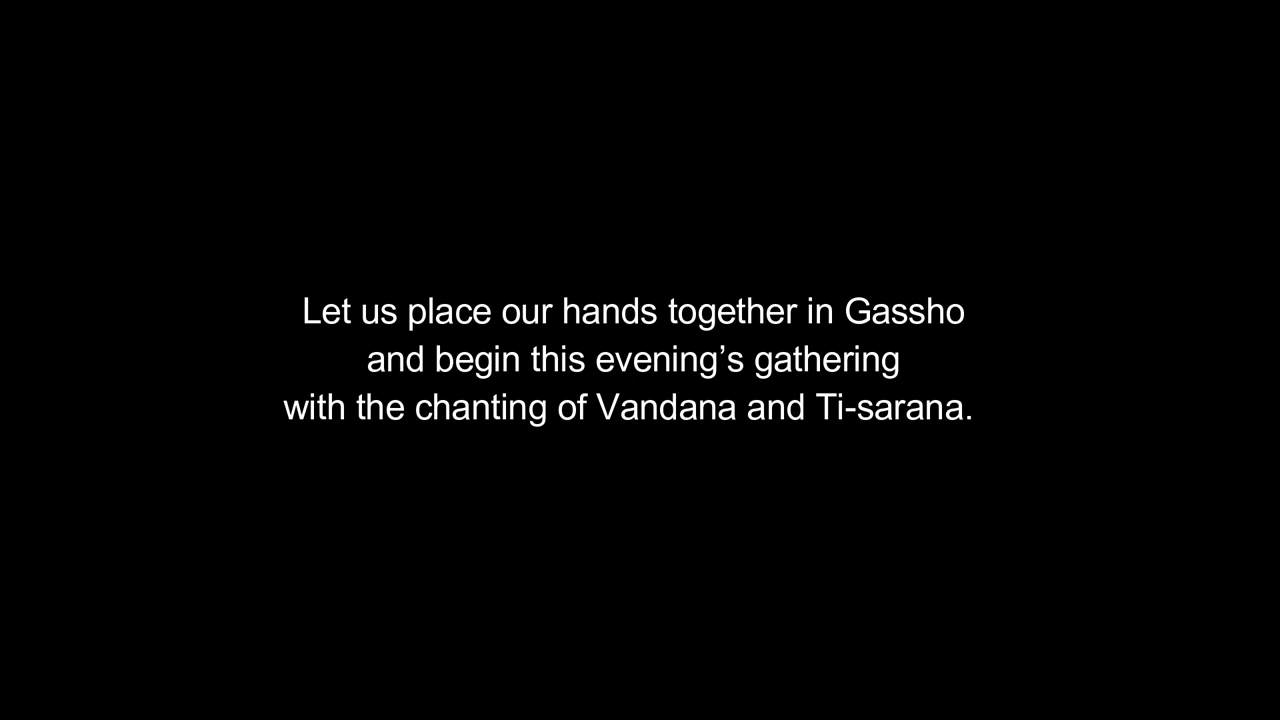 Let us place our hands together in Gassho
and begin this evening’s gathering
with the chanting of Vandana and Ti-sarana.